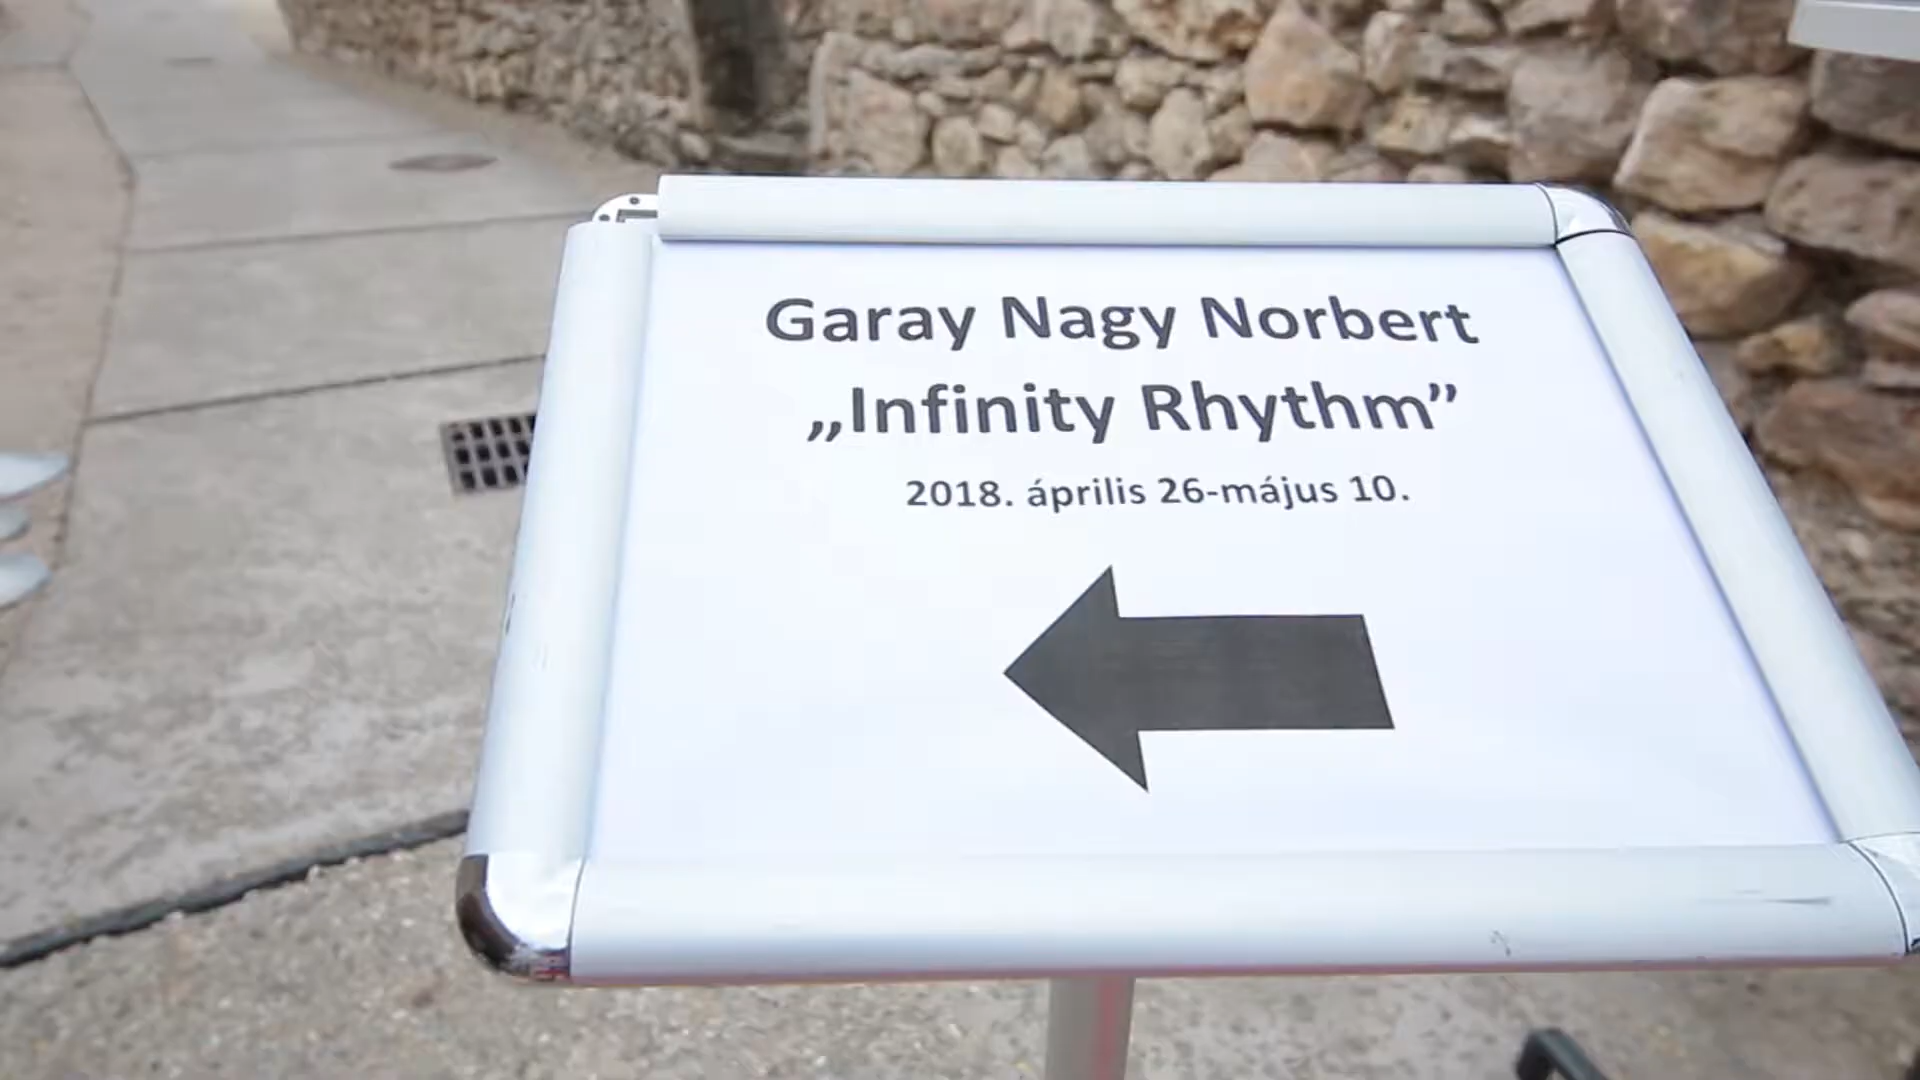 Garay Nagy Norbert
„Infinity Rhythm”
2018. április 26-május 10.